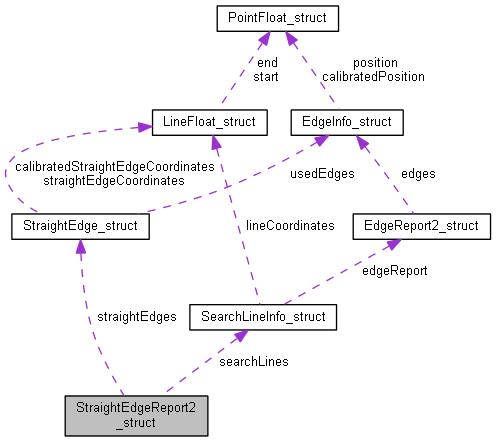 PointFloat_struct
end
start
position
calibratedPosition
LineFloat_struct
EdgeInfo_struct
calibratedStraightEdgeCoordinates
straightEdgeCoordinates
usedEdges
edges
StraightEdge_struct
lineCoordinates
EdgeReport2_struct
edgeReport
straightEdges
SearchLineInfo_struct
searchLines
StraightEdgeReport2
_struct